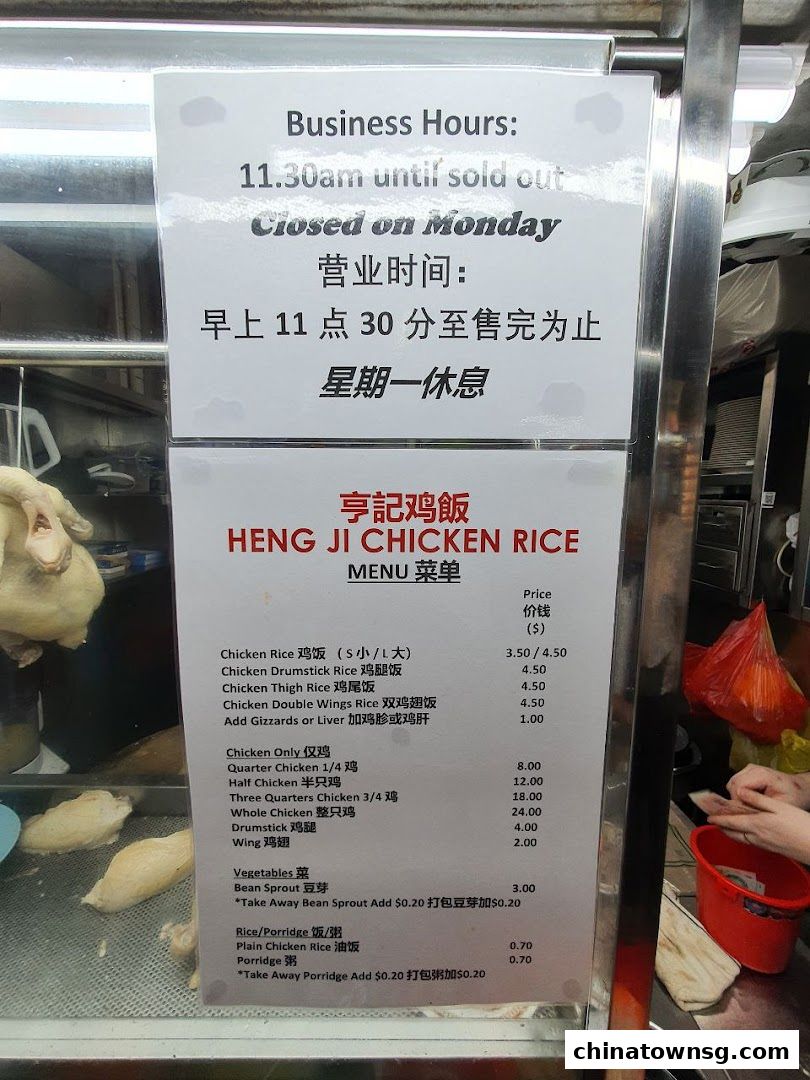 Business Hours:
11.30am until sold out
Closed on Monday
营业时间：
早上 11 点 30 分至售完为止
星期一休息
亨記鸡飯
HENG JI CHICKEN RICE
MENU 菜单
Price
价钱
($)
Chicken Rice 鸡饭 （S 小 / L 大） 3.50 / 4.50
Chicken Drumstick Rice 鸡腿饭 4.50
Chicken Thigh Rice 鸡尾饭 4.50
Chicken Double Wings Rice 双鸡翅饭 4.50
Add Gizzards or Liver 加鸡胗或鸡肝 1.00
Chicken Only 仅鸡
Quarter Chicken 1/4 鸡 8.00
Half Chicken 半只鸡 12.00
Three Quarters Chicken 3/4 鸡 18.00
Whole Chicken 整只鸡 24.00
Drumstick 鸡腿 4.00
Wing 鸡翅 2.00
Vegetables 菜
Bean Sprout 豆芽 3.00
*Take Away Bean Sprout Add $0.20 打包豆芽加$0.20
Rice/Porridge 饭/粥
Plain Chicken Rice 油饭 0.70
Porridge 粥 0.70
*Take Away Porridge Add $0.20 打包粥加$0.20
chinatownsg.com